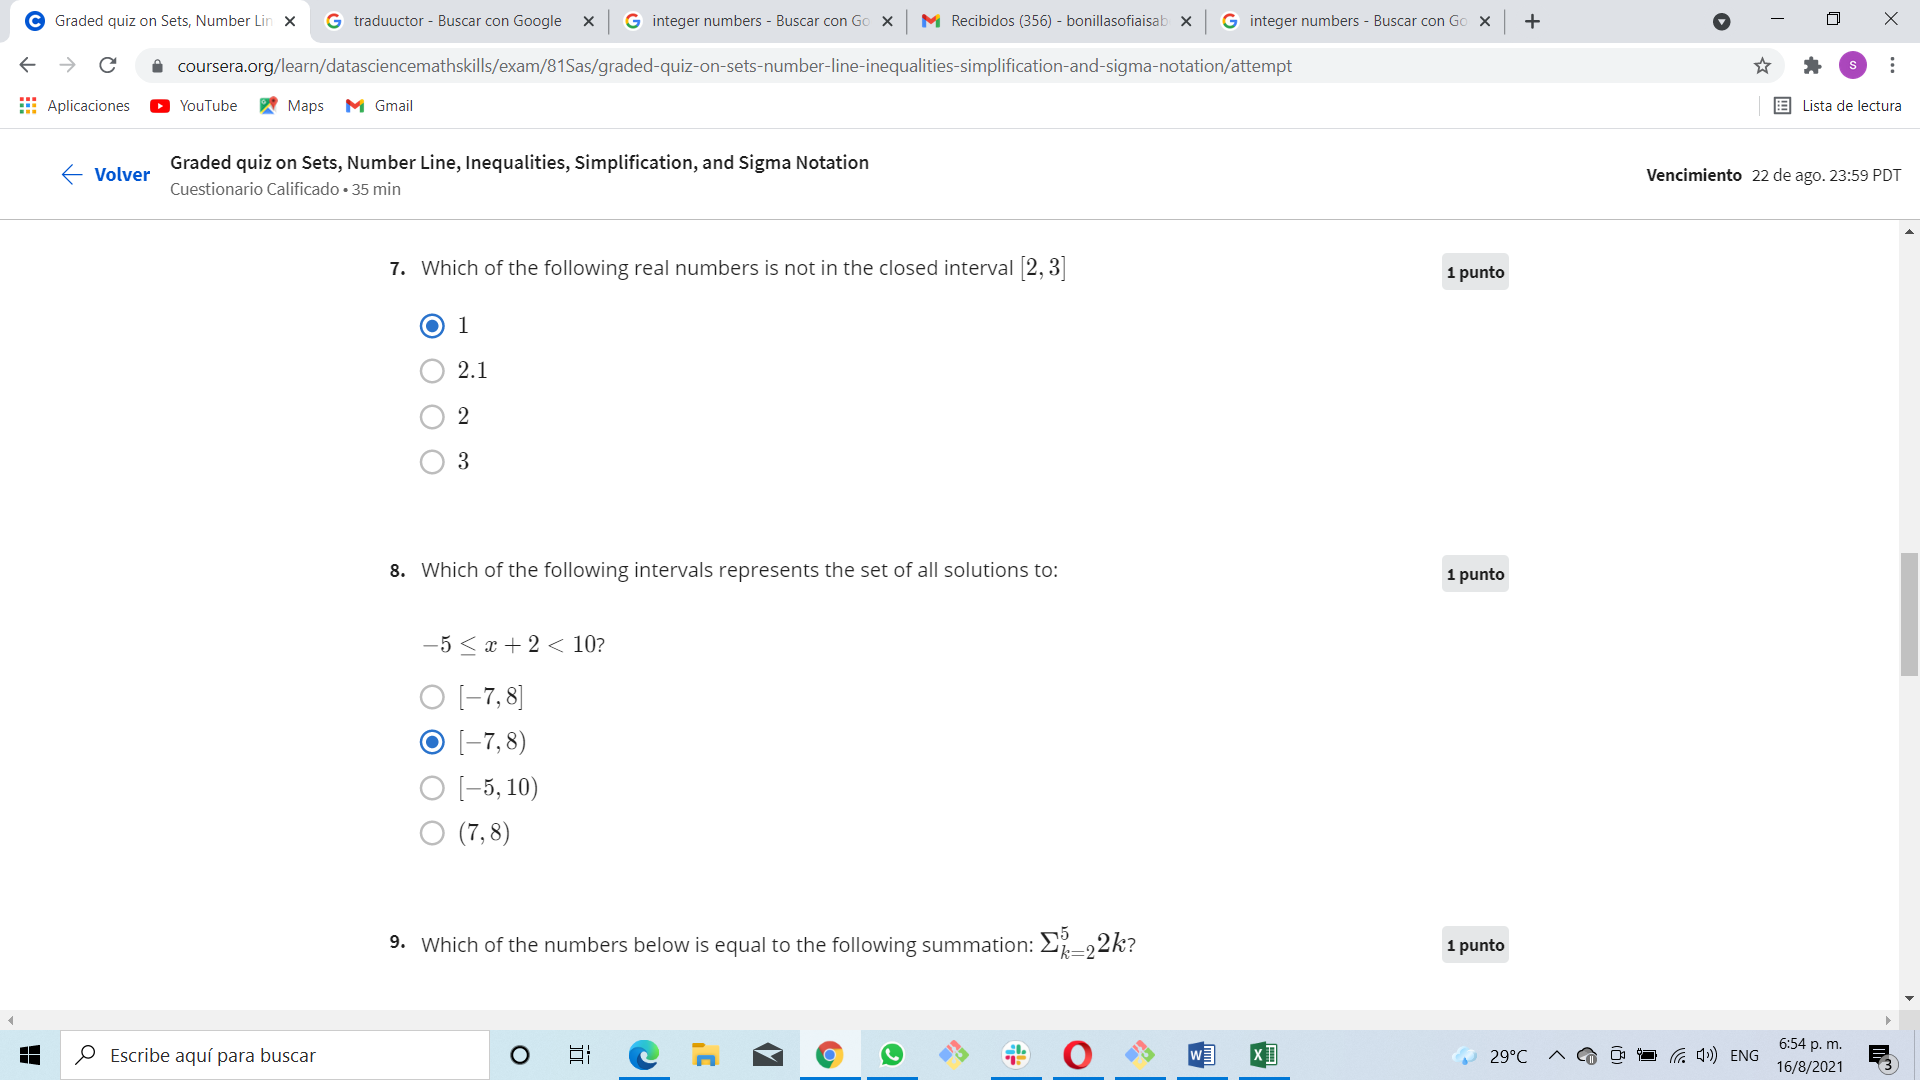 Graded quiz on Sets, Number Lin
traduuctor - Buscar con Google
integer numbers - Buscar con Go
Recibidos (356) - bonillasofiaisab
integer numbers - Buscar con Go
coursera.org/learn/datasciencemathskills/exam/81Sas/graded-quiz-on-sets-number-line-inequalities-simplification-and-sigma-notation/attempt
S
Aplicaciones
YouTube
Maps
Gmail
Lista de lectura
Volver
Graded quiz on Sets, Number Line, Inequalities, Simplification, and Sigma Notation
Cuestionario Calificado • 35 min
Vencimiento 22 de ago. 23:59 PDT
7. Which of the following real numbers is not in the closed interval [2, 3]
1 punto
1
2.1
2
3
8. Which of the following intervals represents the set of all solutions to:
1 punto
−5 ≤ x + 2 < 10?
[−7, 8]
[−7, 8)
[−5, 10)
(7, 8)
9. Which of the numbers below is equal to the following summation: Σ⁵ₖ₌₂2k?
1 punto
Escribe aquí para buscar
29°C
ENG
6:54 p. m.
16/8/2021
3